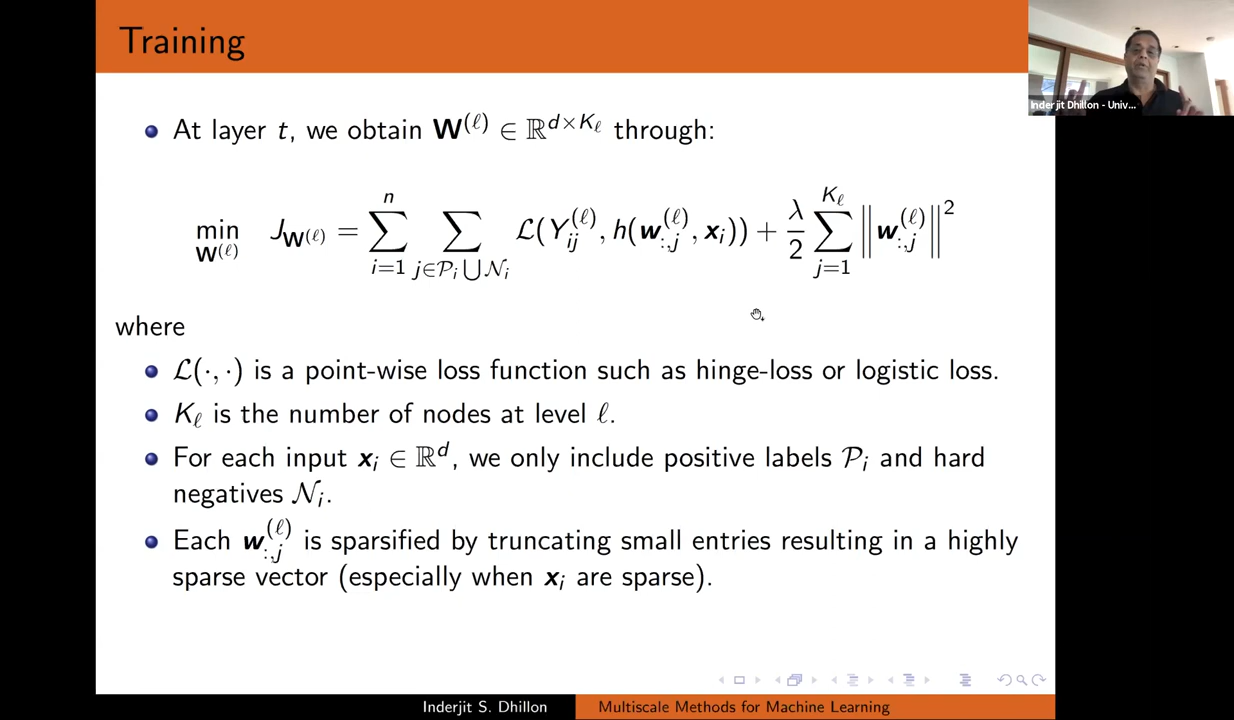 Training
At layer t, we obtain W^(ℓ) ∈ ℝ^{d×K_ℓ} through:
min_{W^(ℓ)} J_{W^(ℓ)} = ∑_{i=1}^{n} ∑_{j∈𝒫_i ⋃ 𝒩_i} ℒ(Y_{ij}^{(ℓ)}, h(w_{:,j}^{(ℓ)}, x_i)) + λ/2 ∑_{j=1}^{K_ℓ} ‖w_{:,j}^{(ℓ)}‖^2
where
ℒ(·, ·) is a point-wise loss function such as hinge-loss or logistic loss.
K_ℓ is the number of nodes at level ℓ.
For each input x_i ∈ ℝ^d, we only include positive labels 𝒫_i and hard
negatives 𝒩_i.
Each w_{:,j}^{(ℓ)} is sparsified by truncating small entries resulting in a highly
sparse vector (especially when x_i are sparse).
Inderjit S. Dhillon
Multiscale Methods for Machine Learning
Inderjit Dhillon - Univ...